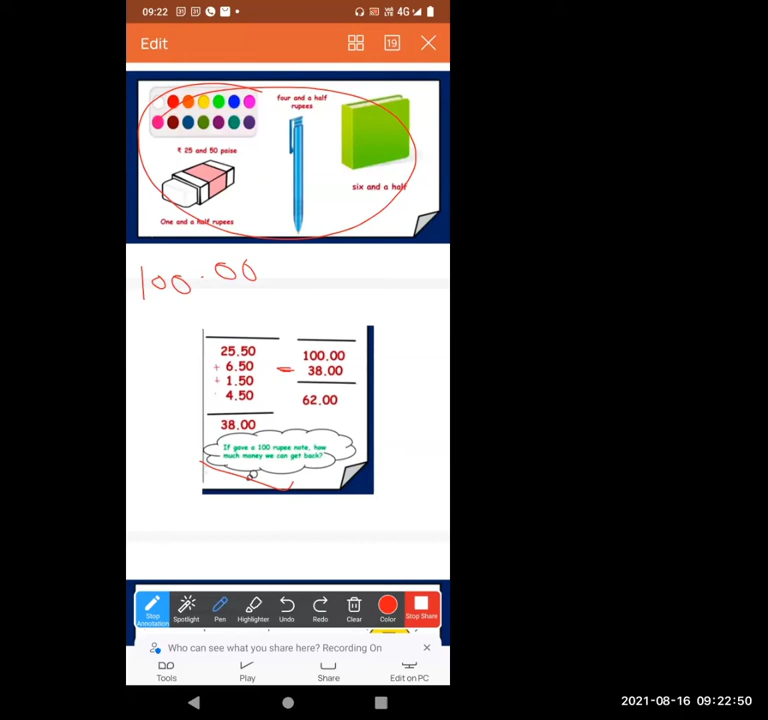 09:22
31 31
4G
Edit
19
four and a half
rupees
₹ 25 and 50 paise
six and a half
One and a half rupees
100.00
25.50
+ 6.50
+ 1.50
4.50
38.00
=
100.00
38.00
62.00
If gave a 100 rupee note, how
much money we can get back?
Stop Annotation
Spotlight
Pen
Highlighter
Undo
Redo
Clear
Color
Stop Share
Who can see what you share here? Recording On
Tools
Play
Share
Edit on PC
2021-08-16 09:22:50